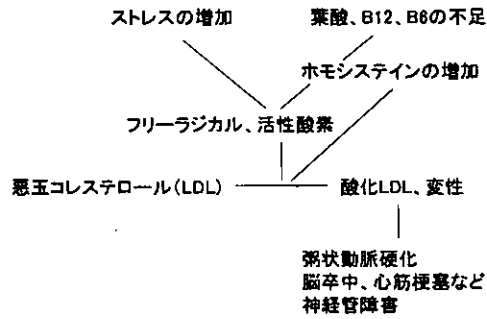 ストレスの増加
葉酸、B12、B6の不足
ホモシステインの増加
フリーラジカル、活性酸素
悪玉コレステロール（LDL）
酸化LDL、変性
粥状動脈硬化
脳卒中、心筋梗塞など
神経管障害